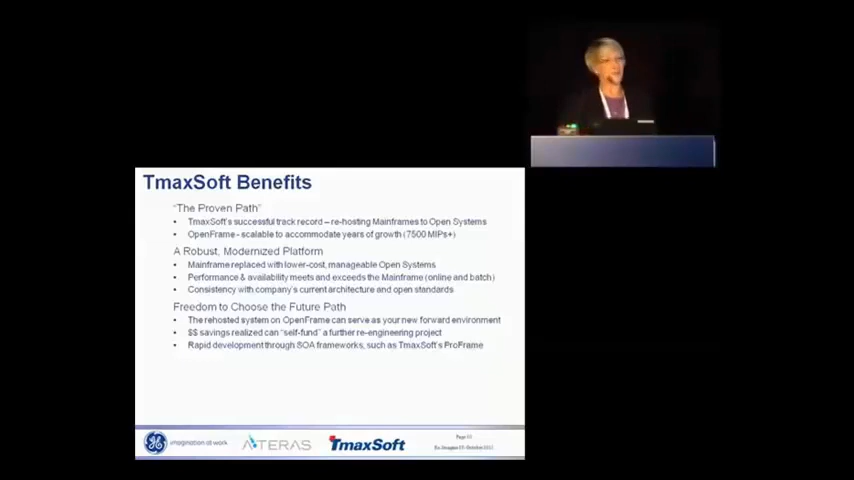 TmaxSoft Benefits
"The Proven Path"
• TmaxSoft's successful track record – re-hosting Mainframes to Open Systems
• OpenFrame - scalable to accommodate years of growth (7500 MIPs+)
A Robust, Modernized Platform
• Mainframe replaced with lower-cost, manageable Open Systems
• Performance & availability meets and exceeds the Mainframe (online and batch)
• Consistency with company's current architecture and open standards
Freedom to Choose the Future Path
• The rehosted system on OpenFrame can serve as your new forward environment
• $$ savings realized can "self-fund" a further re-engineering project
• Rapid development through SOA frameworks, such as TmaxSoft's ProFrame
imagination at work
ATERAS
TmaxSoft
Page